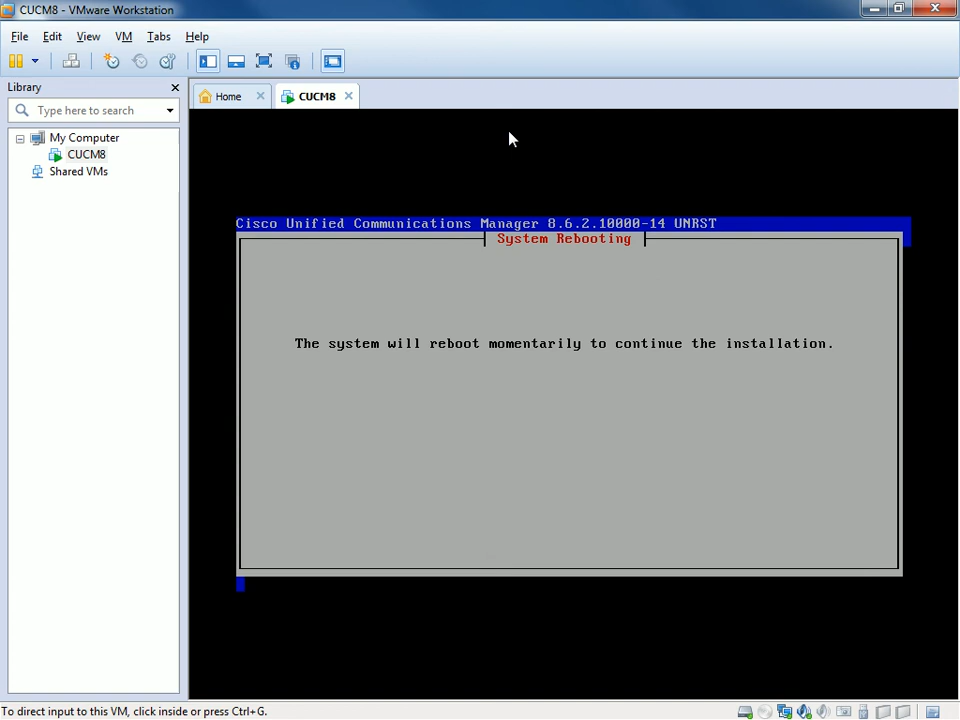 CUCM8 - VMware Workstation
File Edit View VM Tabs Help
Library
Type here to search
My Computer
CUCM8
Shared VMs
Home
CUCM8
Cisco Unified Communications Manager 8.6.2.10000-14 UNRST
System Rebooting
The system will reboot momentarily to continue the installation.
To direct input to this VM, click inside or press Ctrl+G.